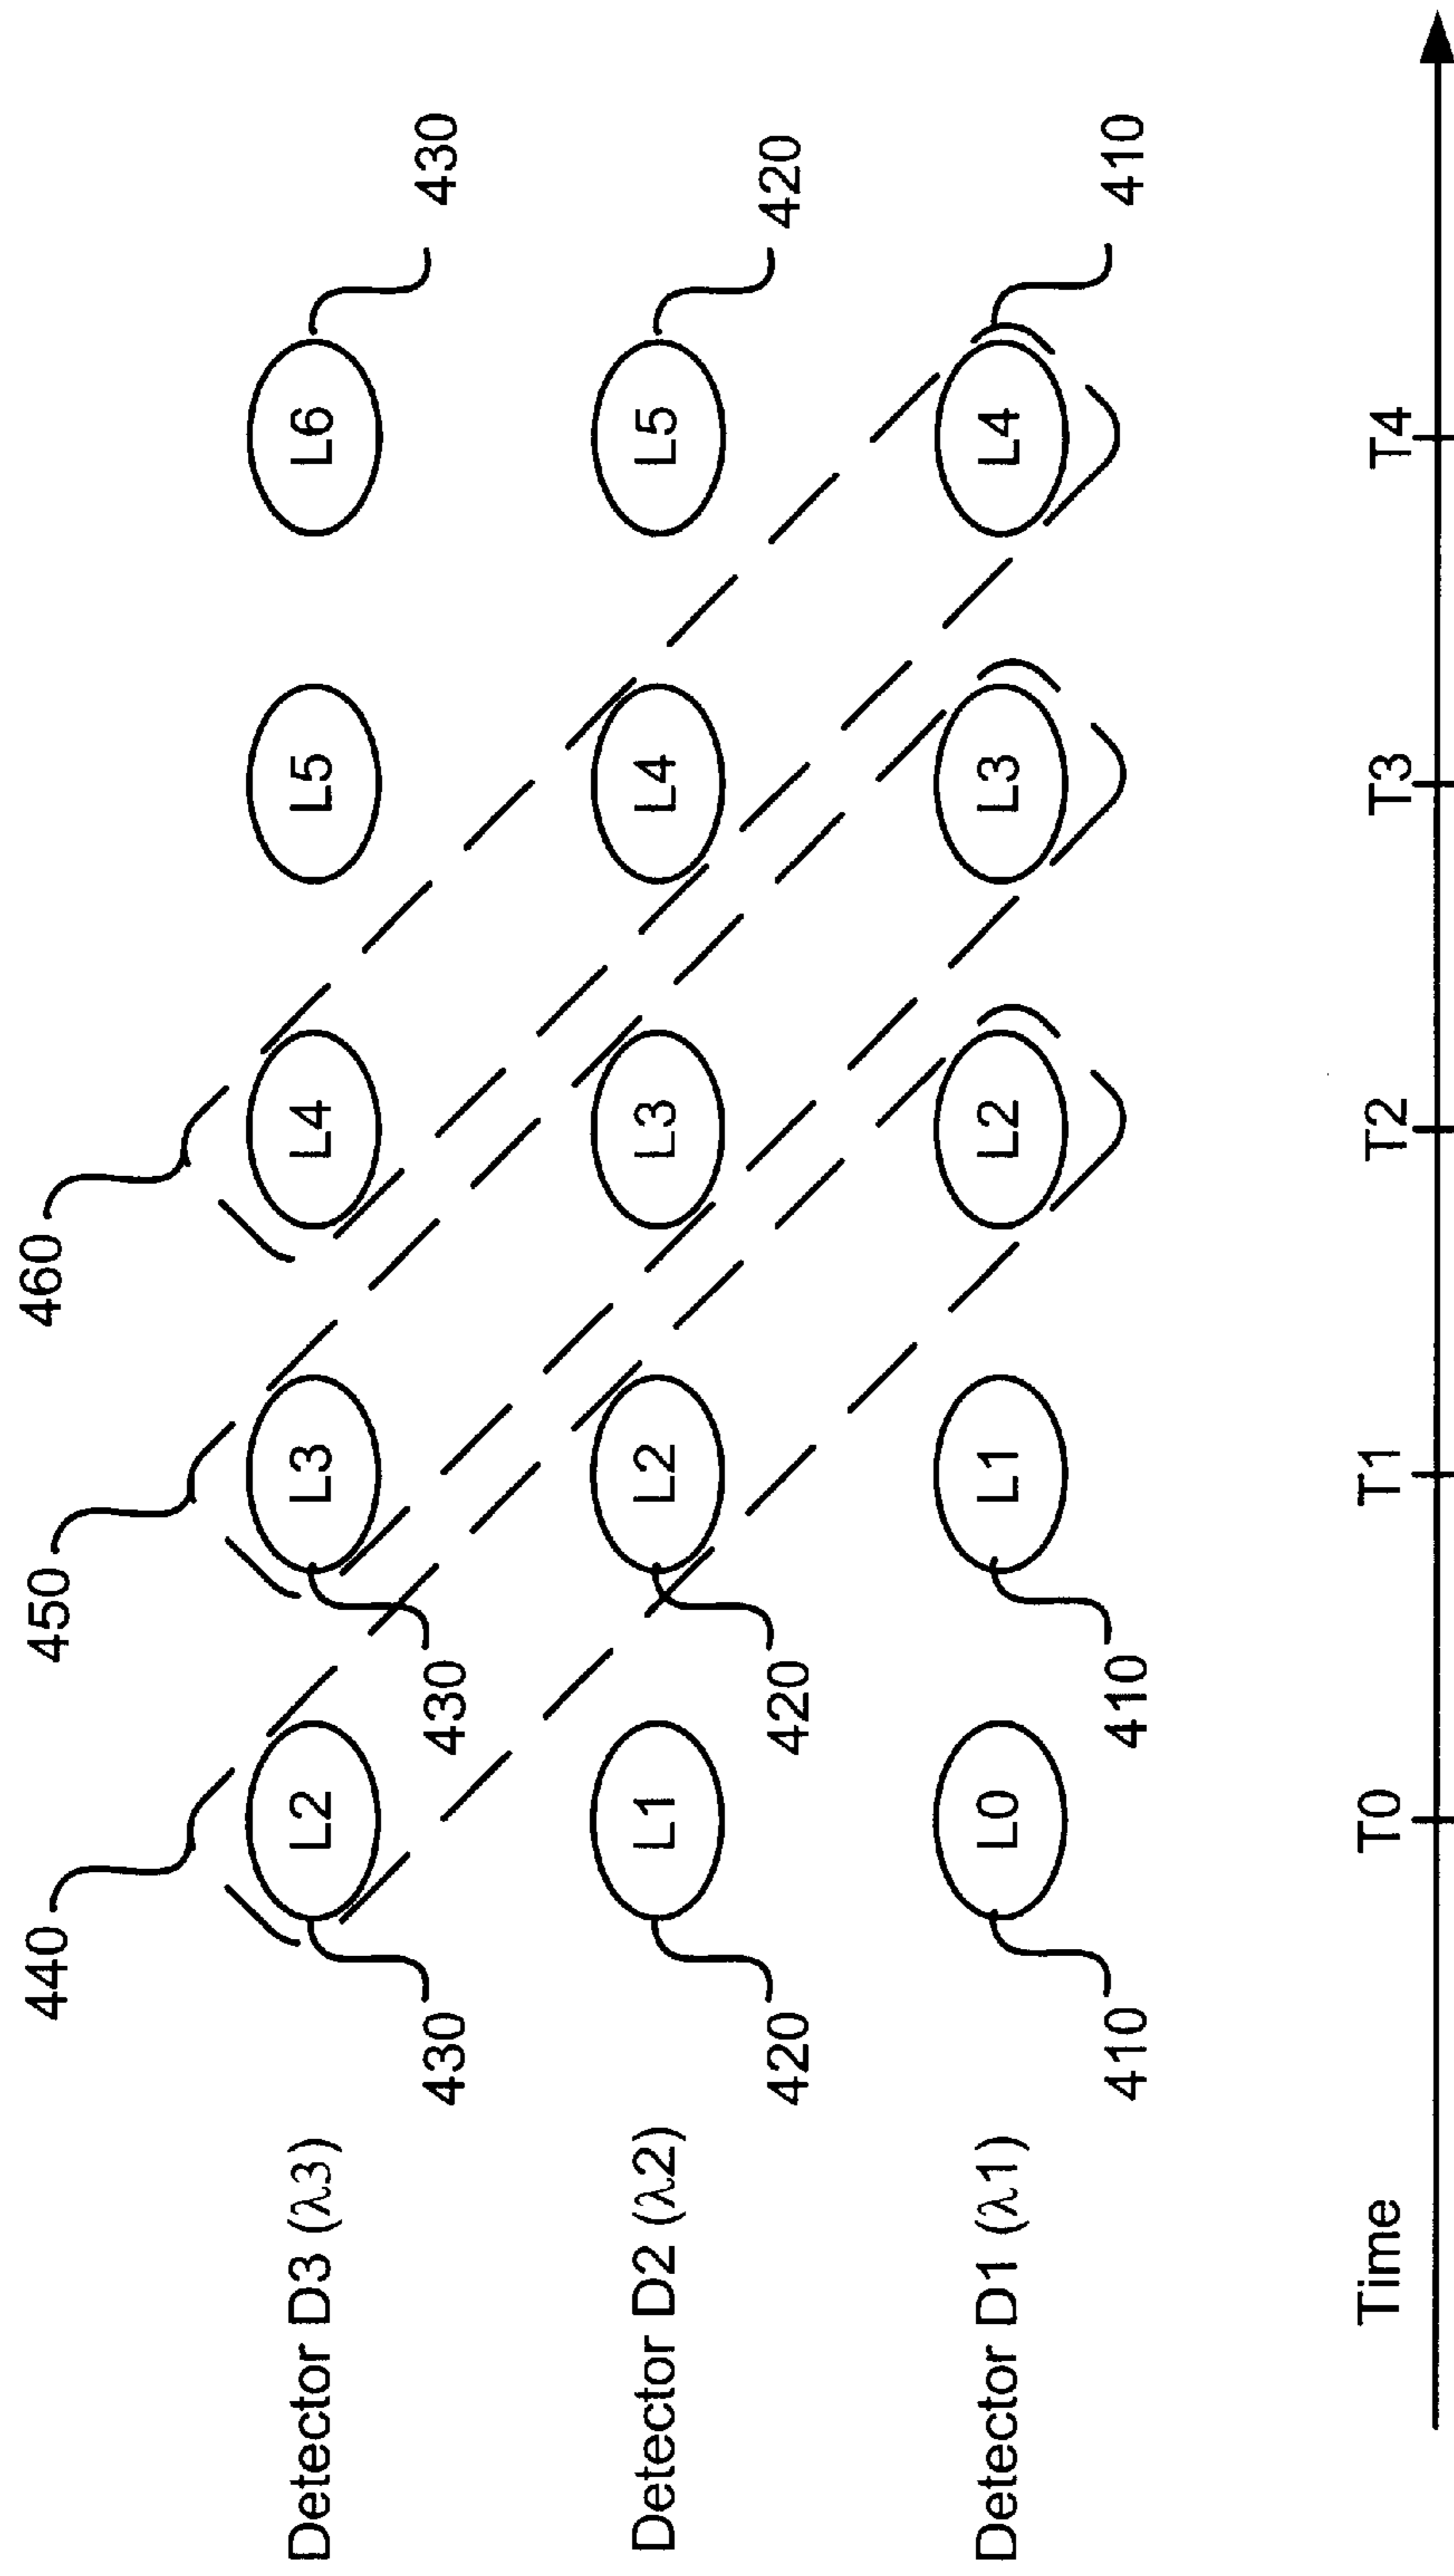 440 450 460
Detector D3 (λ3) L2 L3 L4 L5 L6
430 430 430
Detector D2 (λ2) L1 L2 L3 L4 L5
420 420 420
Detector D1 (λ1) L0 L1 L2 L3 L4
410 410 410
Time T0 T1 T2 T3 T4